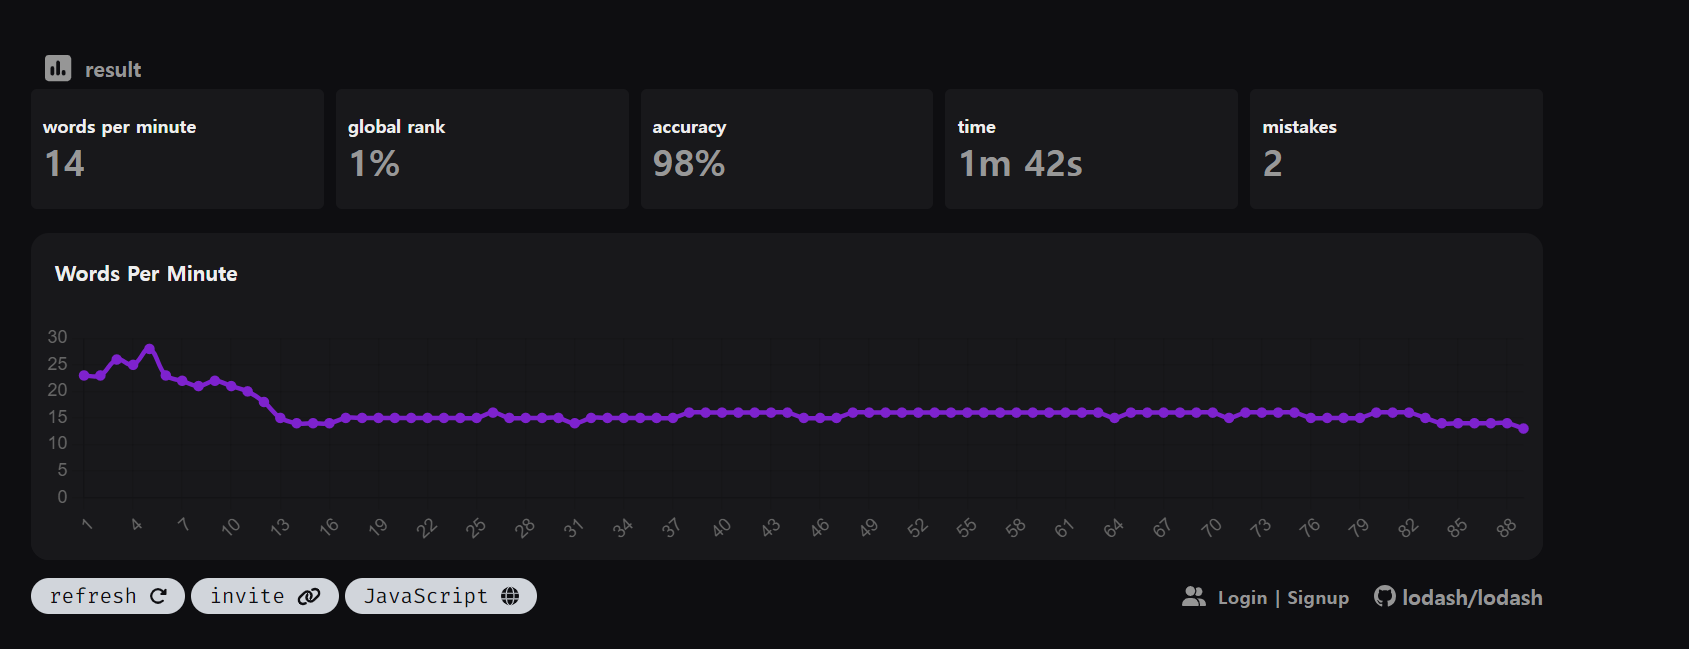 result
words per minute
14
global rank
1%
accuracy
98%
time
1m 42s
mistakes
2
Words Per Minute
30
25
20
15
10
5
0
1 4 7 10 13 16 19 22 25 28 31 34 37 40 43 46 49 52 55 58 61 64 67 70 73 76 79 82 85 88
refresh invite JavaScript Login | Signup lodash/lodash